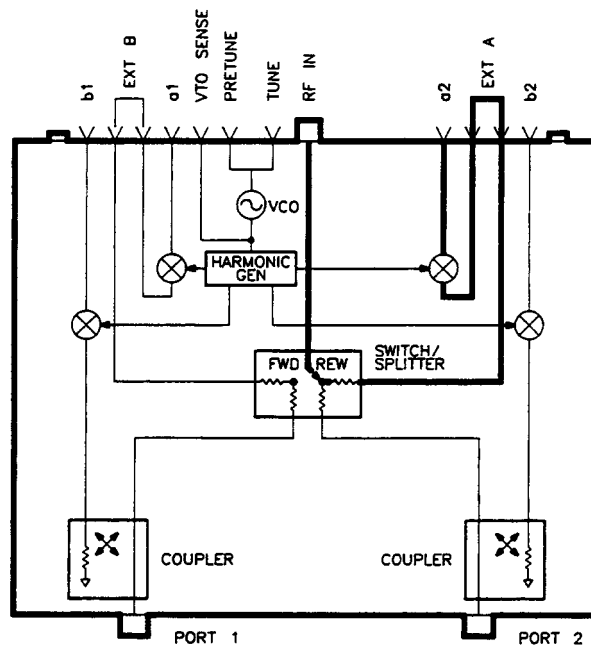 b1
EXT B
a1
VTO SENSE
PRETUNE
TUNE
RF IN
a2
EXT A
b2
VCO
HARMONIC
GEN
FWD
REW
SWITCH/
SPLITTER
COUPLER
COUPLER
PORT 1
PORT 2